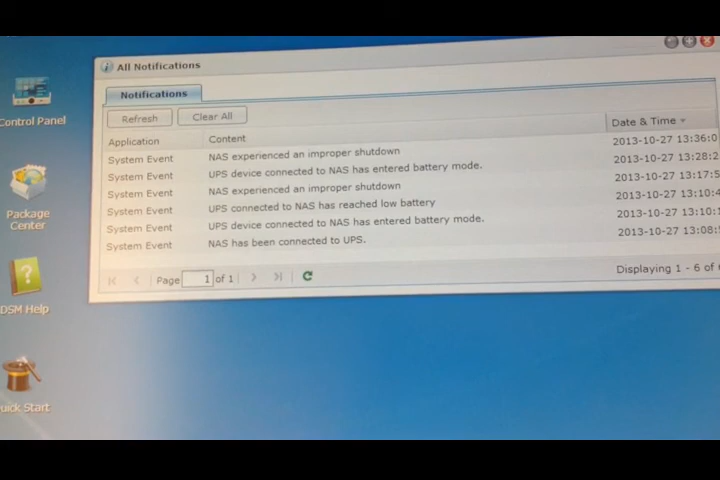 All Notifications
Notifications
Refresh Clear All
Application Content Date & Time
System Event NAS experienced an improper shutdown 2013-10-27 13:36:0
System Event UPS device connected to NAS has entered battery mode. 2013-10-27 13:28:2
System Event NAS experienced an improper shutdown 2013-10-27 13:17:5
System Event UPS connected to NAS has reached low battery 2013-10-27 13:10:4
System Event UPS device connected to NAS has entered battery mode. 2013-10-27 13:10:1
System Event NAS has been connected to UPS. 2013-10-27 13:08:
Page 1 of 1 Displaying 1 - 6 of
Control Panel
Package
Center
DSM Help
uick Start